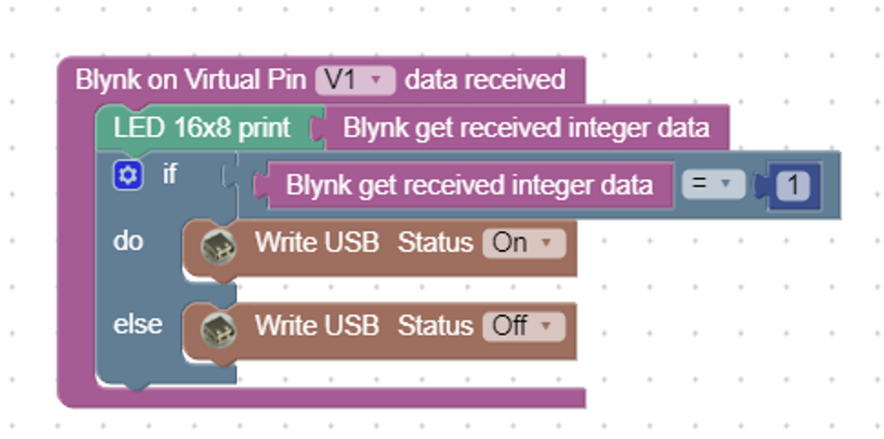 Blynk on Virtual Pin V1 data received
LED 16x8 print Blynk get received integer data
if Blynk get received integer data = 1
do Write USB Status On
else Write USB Status Off